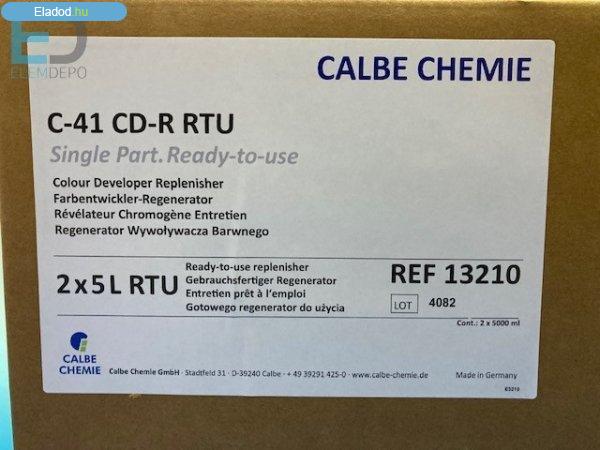 Eladod.hu
ELEMDEPO
CALBE CHEMIE
C-41 CD-R RTU
Single Part. Ready-to-use
Colour Developer Replenisher
Farbentwickler-Regenerator
Révélateur Chromogène Entretien
Regenerator Wywoływacza Barwnego
2 x 5 L RTU
Ready-to-use replenisher
Gebrauchsfertiger Regenerator
Entretien prêt à l'emploi
Gotowego regenerator do użycia
REF 13210
LOT 4082
Cont.: 2 x 5000 ml
CALBE
CHEMIE
Calbe Chemie GmbH · Stadtfeld 31 · D-39240 Calbe · + 49 39291 425-0 · www.calbe-chemie.de
Made in Germany